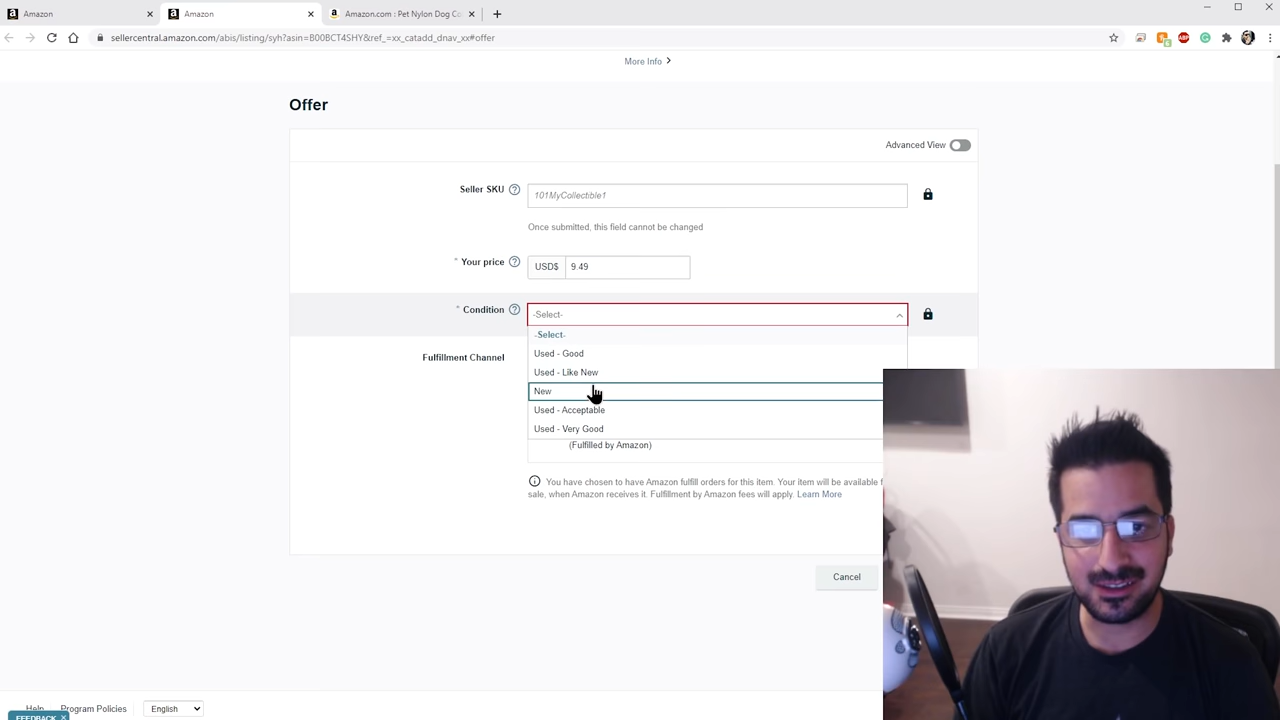 Amazon
Amazon
Amazon.com : Pet Nylon Dog Co
sellercentral.amazon.com/abis/listing/syh?asin=B00BCT4SHY&ref_=xx_catadd_dnav_xx#offer
ABP
More Info
Offer
Advanced View
Seller SKU
101MyCollectible1
Once submitted, this field cannot be changed
* Your price
USD$ 9.49
* Condition
-Select-
-Select-
Used - Good
Fulfillment Channel
Used - Like New
New
Used - Acceptable
Used - Very Good
(Fulfilled by Amazon)
You have chosen to have Amazon fulfill orders for this item. Your item will be available f
sale, when Amazon receives it. Fulfillment by Amazon fees will apply. Learn More
Cancel
Help Program Policies English
FEEDBACK